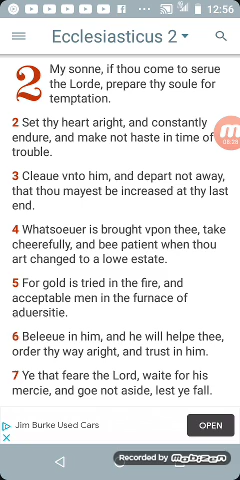 12:56
Ecclesiasticus 2
2 My sonne, if thou come to serue
the Lorde, prepare thy soule for
temptation.
2 Set thy heart aright, and constantly
endure, and make not haste in time of
trouble.
3 Cleaue vnto him, and depart not away,
that thou mayest be increased at thy last
end.
4 Whatsoeuer is brought vpon thee, take
cheerefully, and bee patient when thou
art changed to a lowe estate.
5 For gold is tried in the fire, and
acceptable men in the furnace of
aduersitie.
6 Beleeue in him, and he will helpe thee,
order thy way aright, and trust in him.
7 Ye that feare the Lord, waite for his
mercie, and goe not aside, lest ye fall.
Jim Burke Used Cars
OPEN
Recorded by mobizen